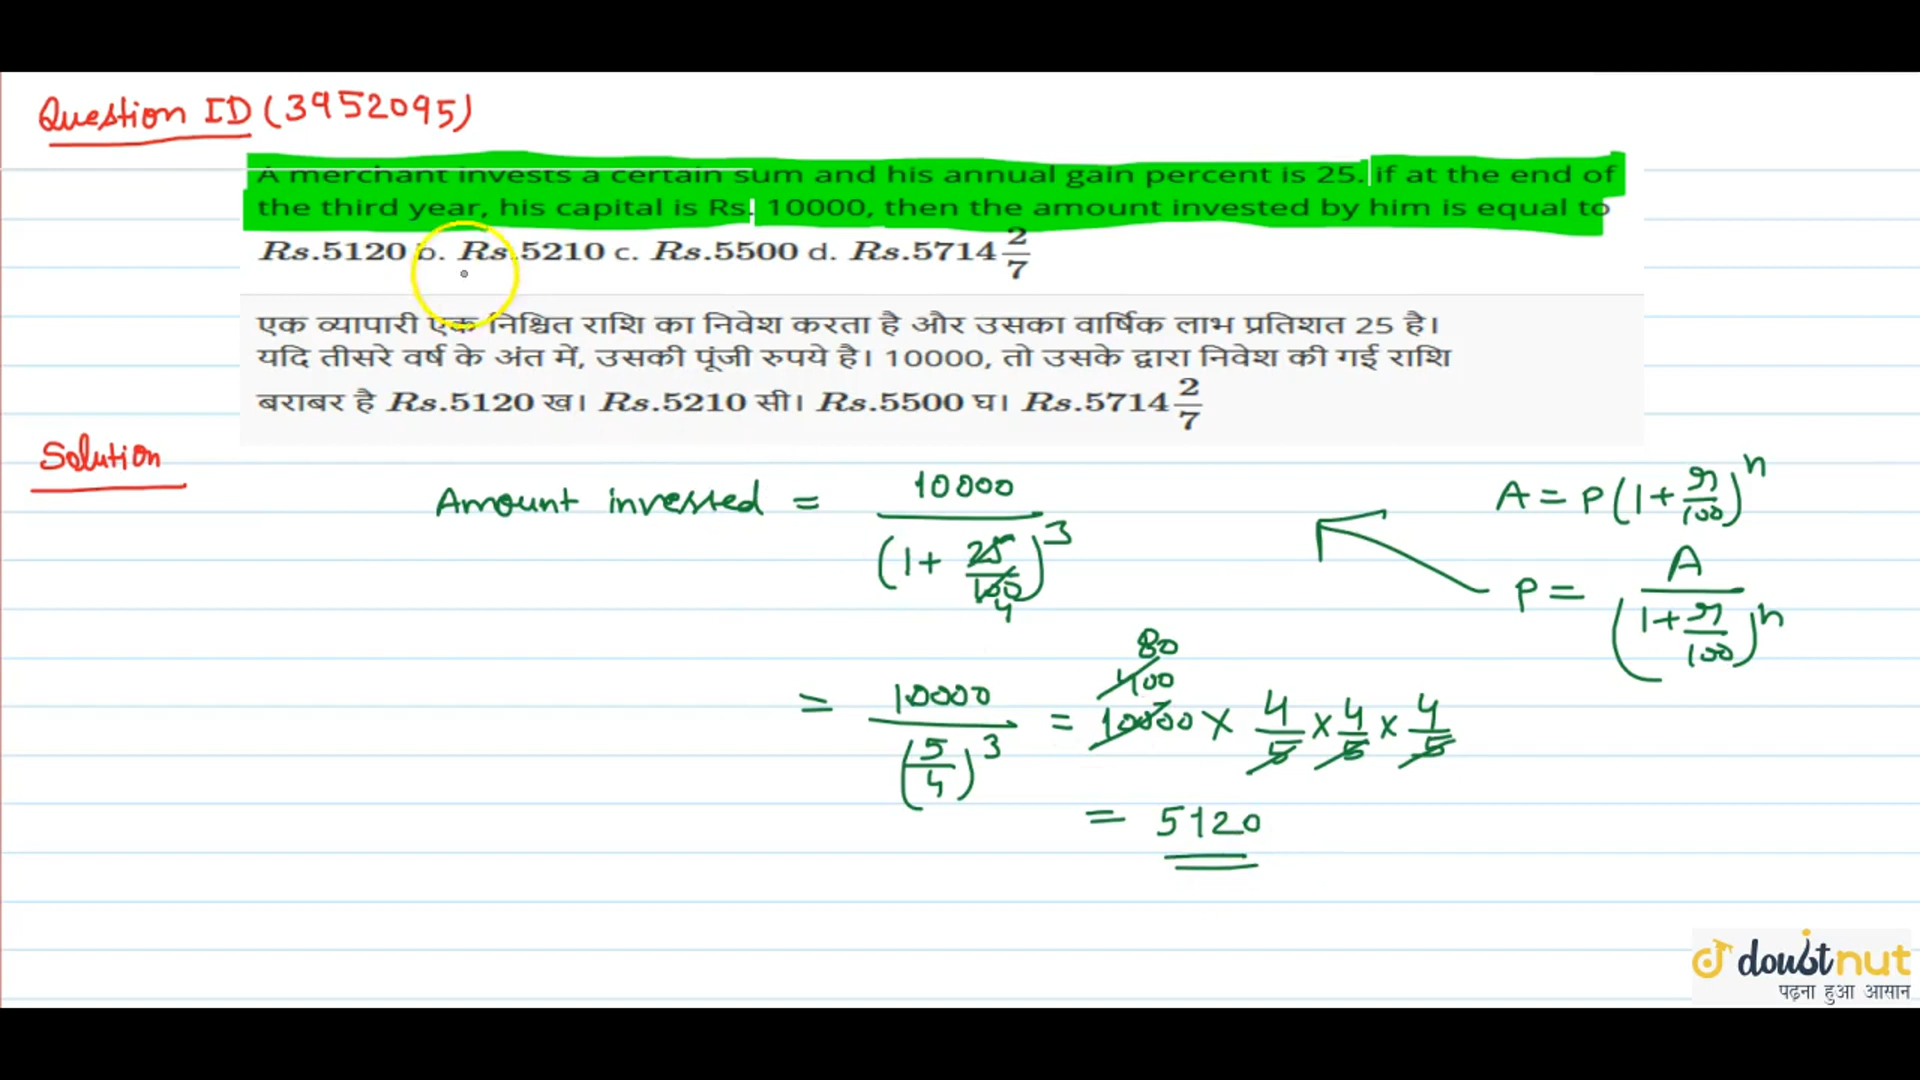 Question ID (3952095)
A merchant invests a certain sum and his annual gain percent is 25. if at the end of
the third year, his capital is Rs. 10000, then the amount invested by him is equal to
Rs.5120 b. Rs.5210 c. Rs.5500 d. Rs.5714 2/7
एक व्यापारी एक निश्चित राशि का निवेश करता है और उसका वार्षिक लाभ प्रतिशत 25 है।
यदि तीसरे वर्ष के अंत में, उसकी पूंजी रुपये है। 10000, तो उसके द्वारा निवेश की गई राशि
बराबर है Rs.5120 ख। Rs.5210 सी। Rs.5500 घ। Rs.5714 2/7
Solution
Amount invested = 10000 / (1 + 25/100)^3
4
A = P(1 + r/100)^n
P = A / (1 + r/100)^n
80
400
= 10000 / (5/4)^3 = 10000 × 4/5 × 4/5 × 4/5
= 5120
doubtnut
पढ़ना हुआ आसान